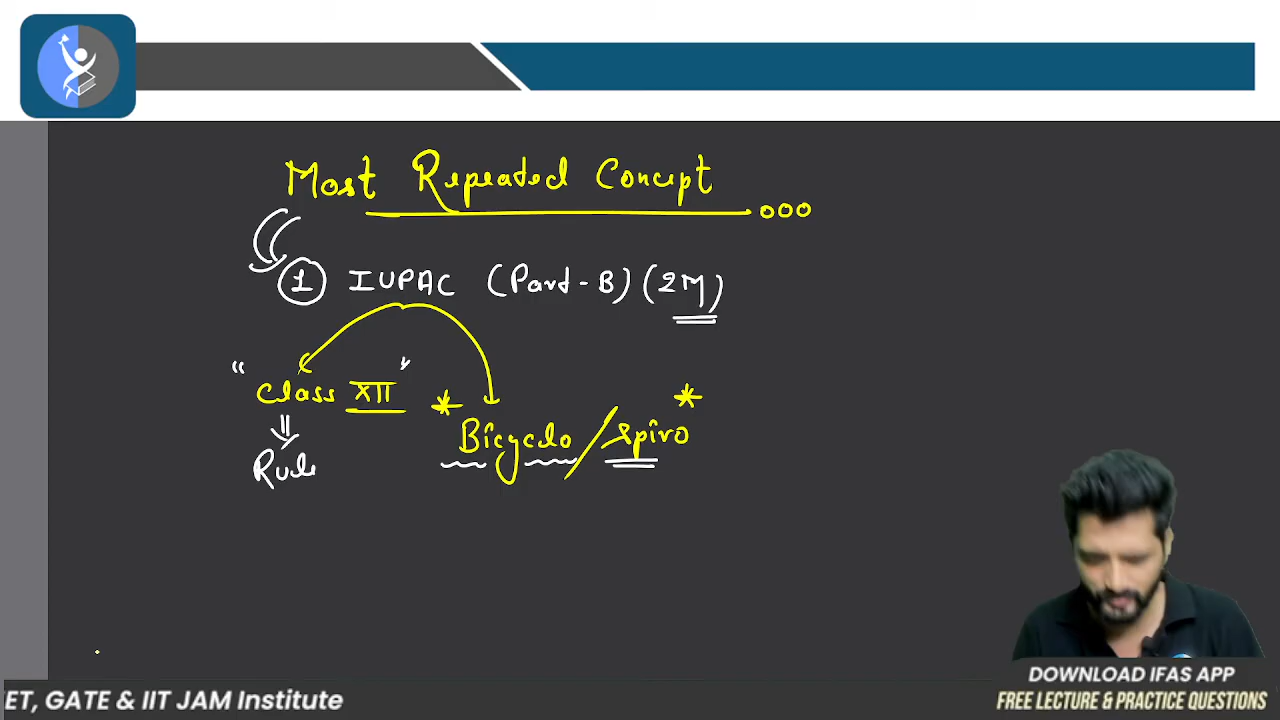 Most Repeated Concept
1 IUPAC (Part-B) (2M)
"Class XII"
* Bicyclo / Spiro *
Rule
DOWNLOAD IFAS APP
ET, GATE & IIT JAM Institute
FREE LECTURE & PRACTICE QUESTIONS